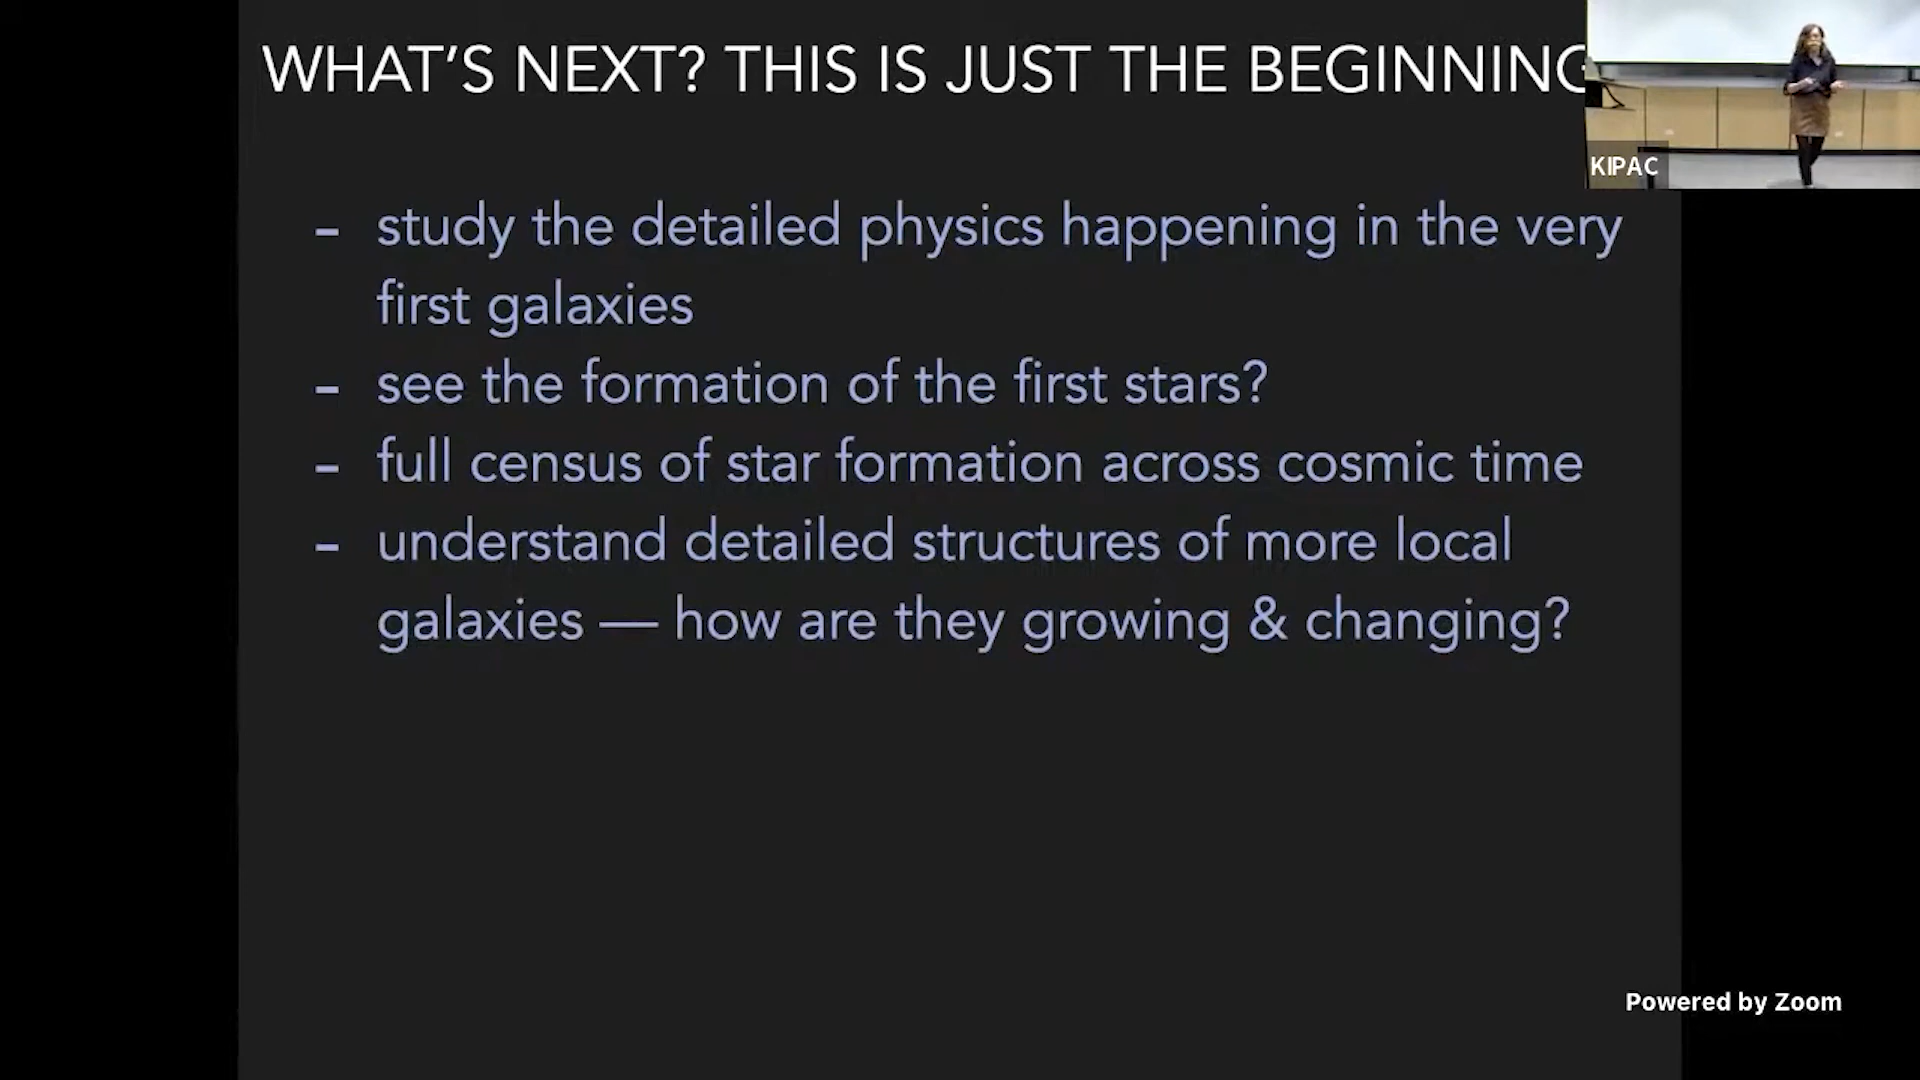 WHAT'S NEXT? THIS IS JUST THE BEGINNING
KIPAC
- study the detailed physics happening in the very
first galaxies
- see the formation of the first stars?
- full census of star formation across cosmic time
- understand detailed structures of more local
galaxies — how are they growing & changing?
Powered by Zoom